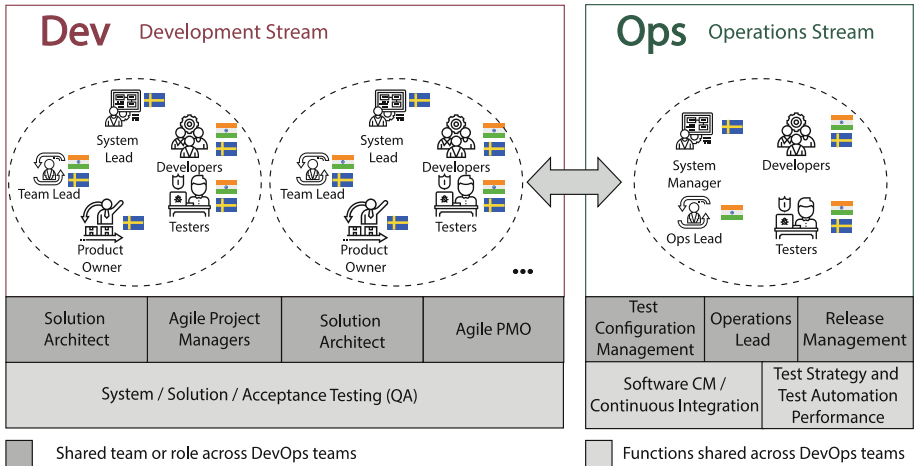 Dev Development Stream
System
Lead
Developers
Team Lead
Testers
Product
Owner
System
Lead
Developers
Team Lead
Testers
Product
Owner
...
Solution
Architect
Agile Project
Managers
Solution
Architect
Agile PMO
System / Solution / Acceptance Testing (QA)
Ops Operations Stream
System
Manager
Developers
Ops Lead
Testers
Test
Configuration
Management
Operations
Lead
Release
Management
Software CM /
Continuous Integration
Test Strategy and
Test Automation
Performance
Shared team or role across DevOps teams
Functions shared across DevOps teams